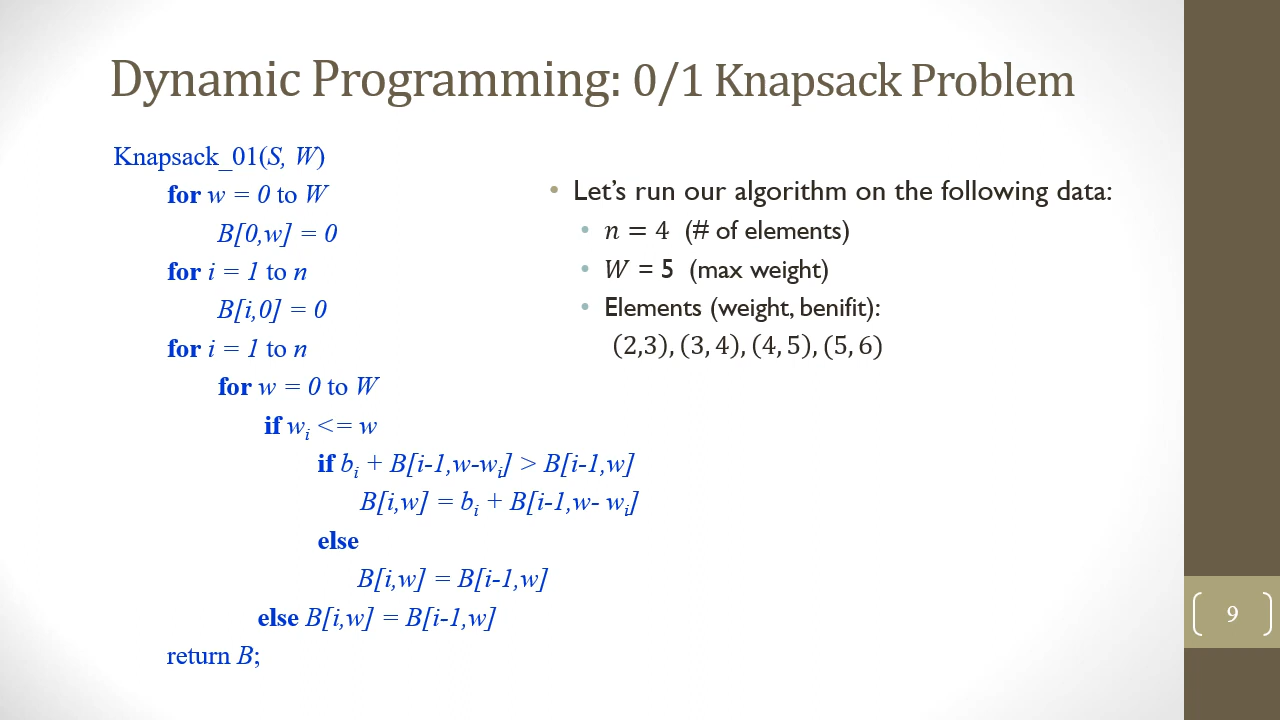 Dynamic Programming: 0/1 Knapsack Problem
Knapsack_01(S, W)
for w = 0 to W
B[0,w] = 0
for i = 1 to n
B[i,0] = 0
for i = 1 to n
for w = 0 to W
if wi <= w
if bi + B[i-1,w-wi] > B[i-1,w]
B[i,w] = bi + B[i-1,w- wi]
else
B[i,w] = B[i-1,w]
else B[i,w] = B[i-1,w]
return B;
• Let's run our algorithm on the following data:
• n = 4 (# of elements)
• W = 5 (max weight)
• Elements (weight, benifit):
(2,3), (3, 4), (4, 5), (5, 6)
9